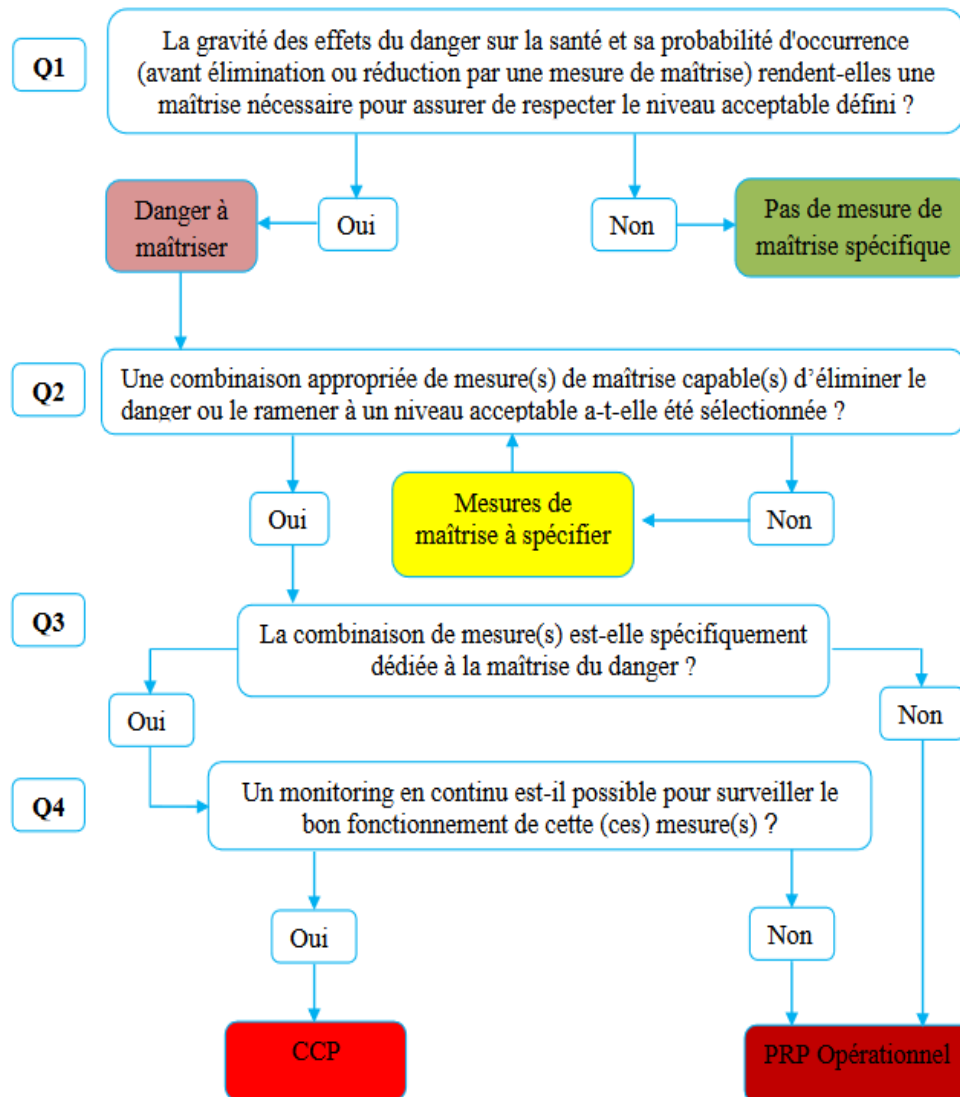 Q1
La gravité des effets du danger sur la santé et sa probabilité d'occurrence
(avant élimination ou réduction par une mesure de maîtrise) rendent-elles une
maîtrise nécessaire pour assurer de respecter le niveau acceptable défini ?
Danger à
maîtriser
Oui
Non
Pas de mesure de
maîtrise spécifique
Q2
Une combinaison appropriée de mesure(s) de maîtrise capable(s) d’éliminer le
danger ou le ramener à un niveau acceptable a-t-elle été sélectionnée ?
Oui
Mesures de
maîtrise à spécifier
Non
Q3
La combinaison de mesure(s) est-elle spécifiquement
dédiée à la maîtrise du danger ?
Oui
Non
Q4
Un monitoring en continu est-il possible pour surveiller le
bon fonctionnement de cette (ces) mesure(s) ?
Oui
Non
CCP
PRP Opérationnel